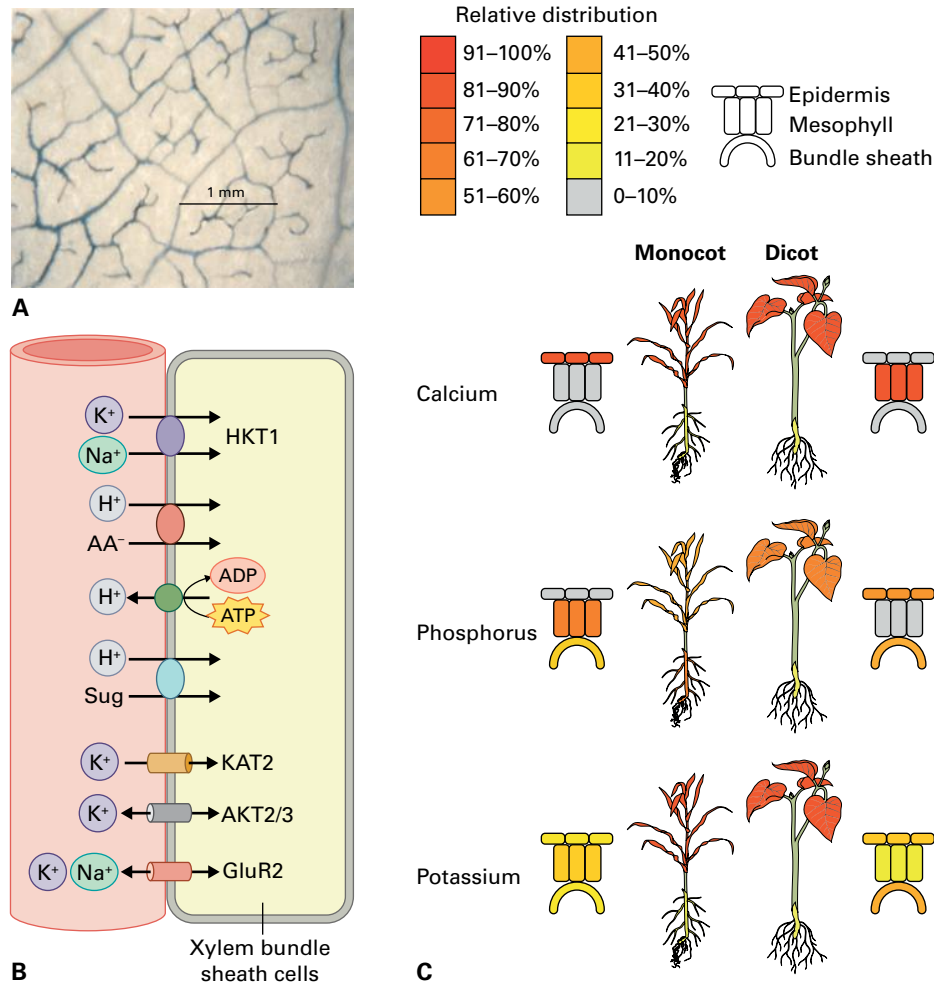 1 mm
A
Relative distribution
91–100%
81–90%
71–80%
61–70%
51–60%
41–50%
31–40%
21–30%
11–20%
0–10%
Epidermis
Mesophyll
Bundle sheath
K⁺
Na⁺
HKT1
H⁺
AA⁻
H⁺
ADP
ATP
H⁺
Sug
K⁺
KAT2
K⁺
AKT2/3
K⁺
Na⁺
GluR2
Xylem bundle
sheath cells
B
Monocot
Dicot
Calcium
Phosphorus
Potassium
C